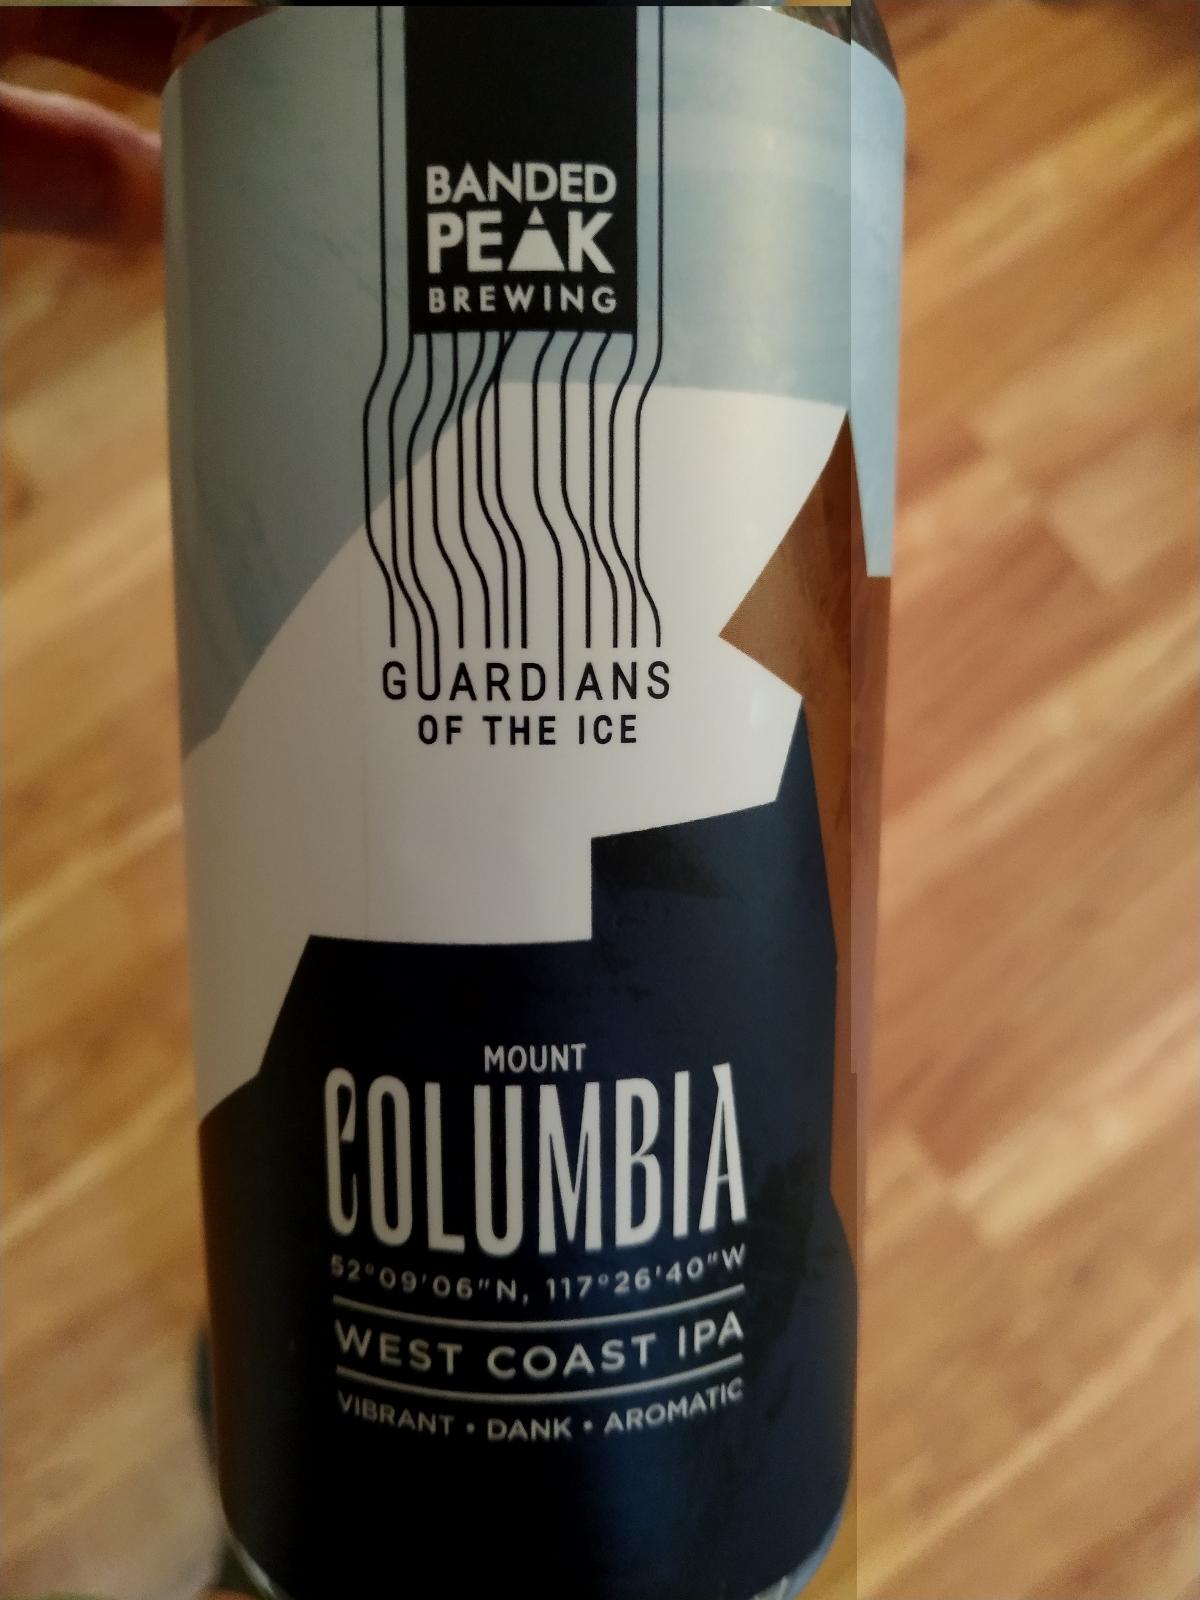 BANDED
PEAK
BREWING
GUARDIANS
OF THE ICE
MOUNT
COLUMBIA
52°09'06"N, 117°26'40"W
WEST COAST IPA
VIBRANT • DANK • AROMATIC